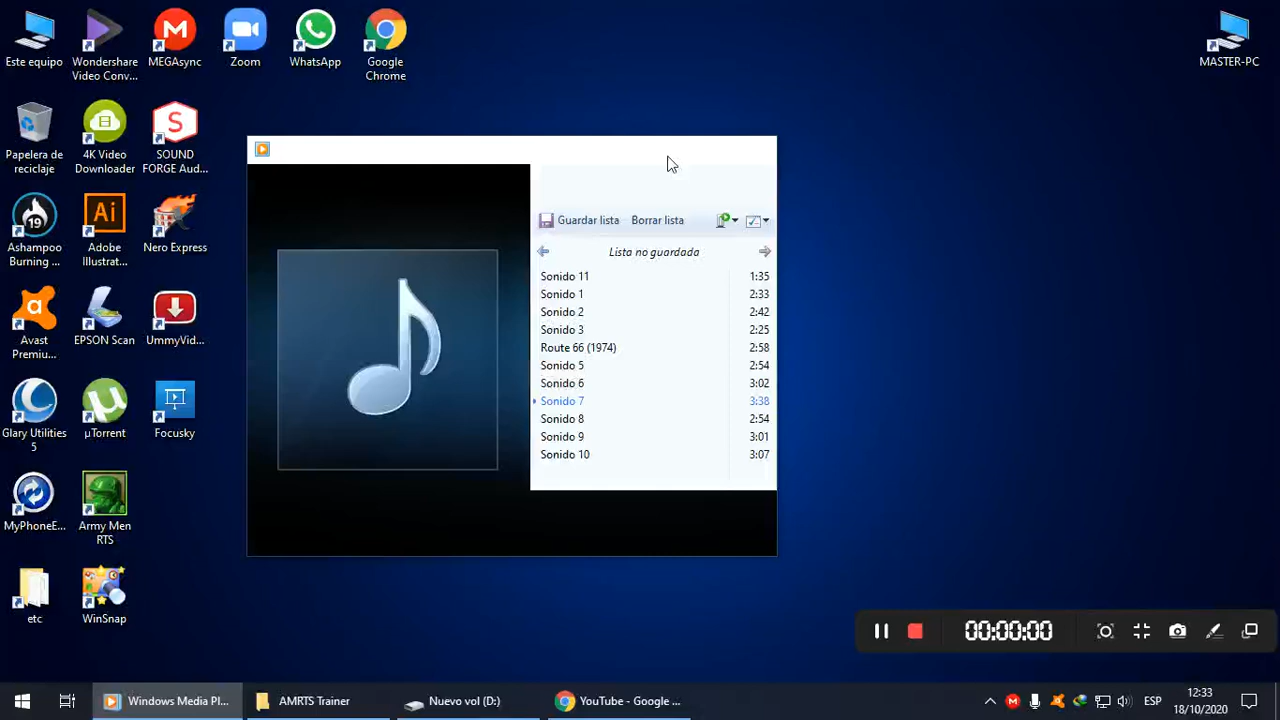 Este equipo
Wondershare
Video Conv...
MEGAsync
Zoom
WhatsApp
Google
Chrome
MASTER-PC
Papelera de
reciclaje
4K Video
Downloader
SOUND
FORGE Aud...
19
Ashampoo
Burning ...
Ai
Adobe
Illustrat...
Nero Express
Avast
Premiu...
EPSON Scan
UmmyVid...
Glary Utilities
5
µTorrent
Focusky
MyPhoneE...
Army Men
RTS
etc
WinSnap
Guardar lista Borrar lista
Lista no guardada
Sonido 11 1:35
Sonido 1 2:33
Sonido 2 2:42
Sonido 3 2:25
Route 66 (1974) 2:58
Sonido 5 2:54
Sonido 6 3:02
Sonido 7 3:38
Sonido 8 2:54
Sonido 9 3:01
Sonido 10 3:07
00:00:00
Windows Media Pl...
AMRTS Trainer
Nuevo vol (D:)
YouTube - Google ...
ESP
12:33
18/10/2020